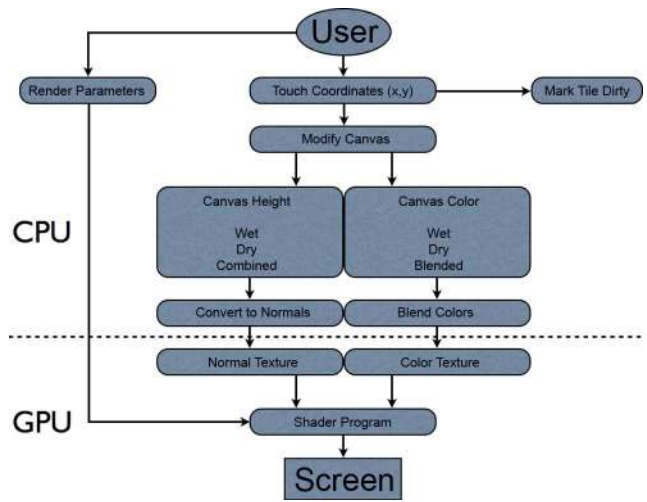 User
Render Parameters
Touch Coordinates (x,y)
Mark Tile Dirty
Modify Canvas
Canvas Height
Wet
Dry
Combined
Canvas Color
Wet
Dry
Blended
CPU
Convert to Normals
Blend Colors
Normal Texture
Color Texture
GPU
Shader Program
Screen